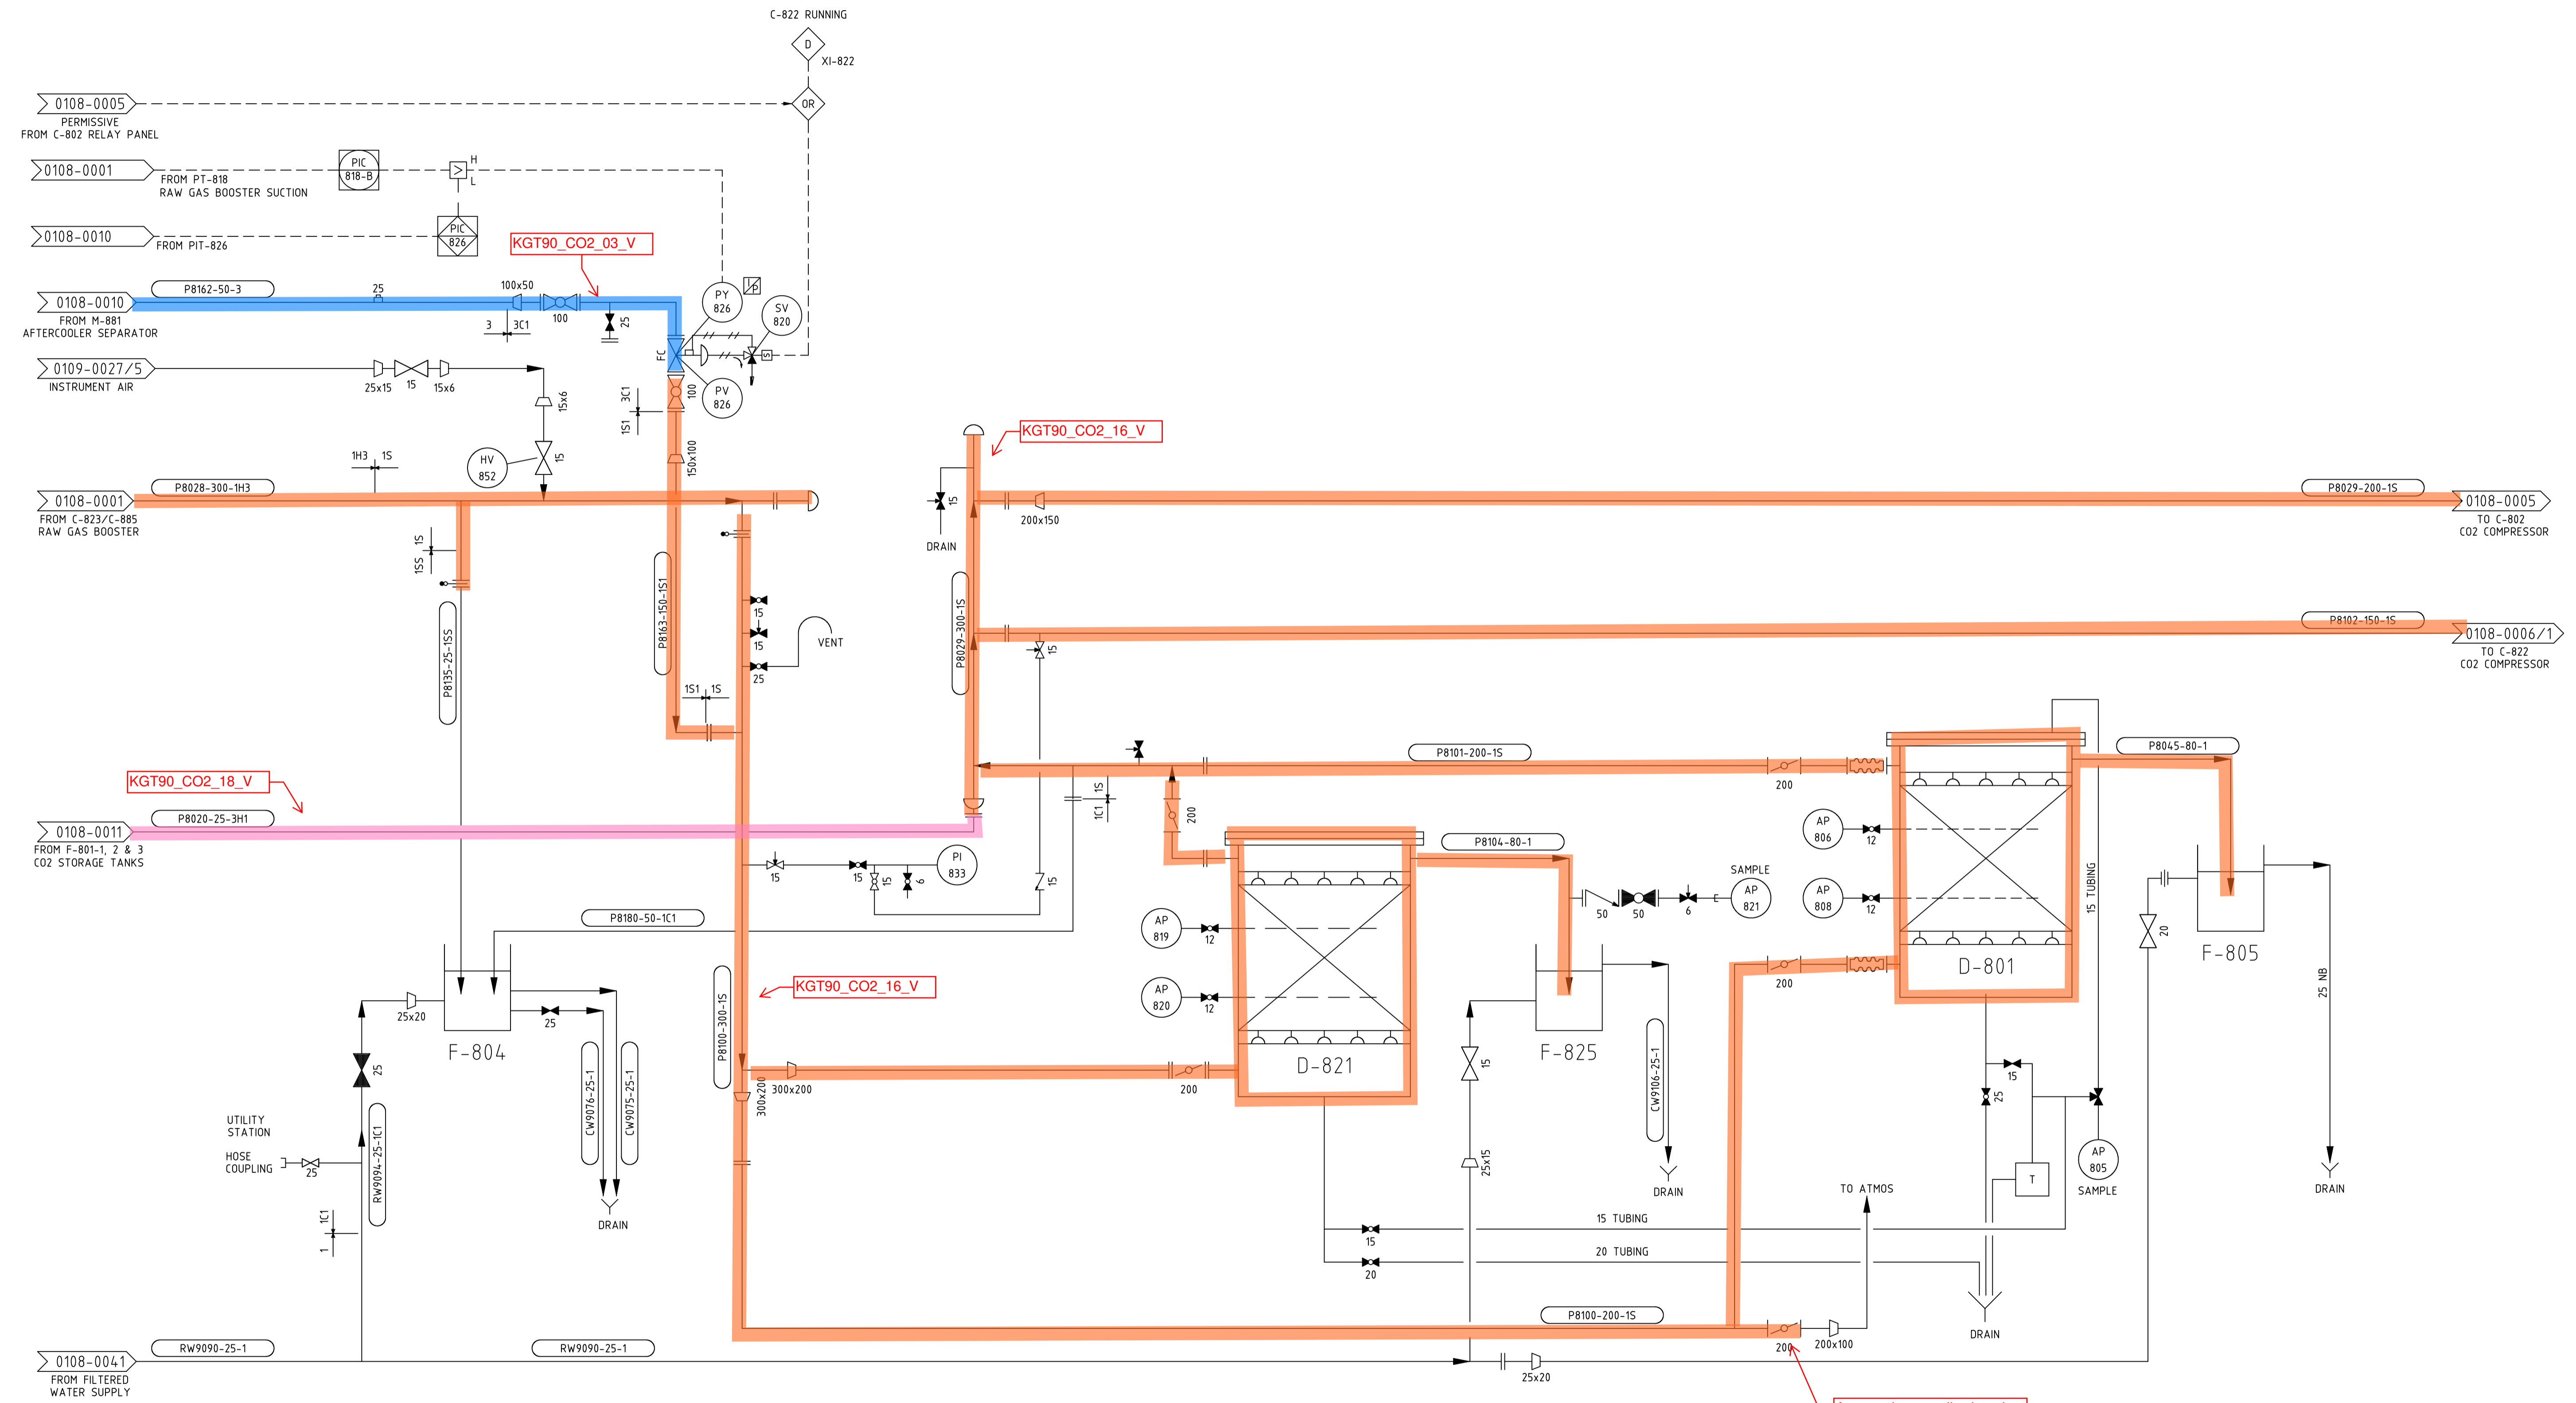 C-822 RUNNING
D
XI-822
0108-0005
OR
PERMISSIVE
FROM C-802 RELAY PANEL
0108-0001
PIC
818-B
>
H
L
FROM PT-818
RAW GAS BOOSTER SUCTION
0108-0010
FROM PIT-826
PIC
826
KGT90_CO2_03_V
P8162-50-3
0108-0010
FROM M-881
AFTERCOOLER SEPARATOR
25
100x50
3
3C1
100
25
PY
826
I/P
SV
820
S
FC
PV
826
100
3C1
1S1
0109-0027/5
INSTRUMENT AIR
25x15
15
15x6
15x6
HV
852
15
150x100
1H3
1S
P8028-300-1H3
0108-0001
FROM C-823/C-885
RAW GAS BOOSTER
1SS
1S
P8135-25-1SS
P8163-150-1S1
1S1
1S
15
15
25
VENT
KGT90_CO2_16_V
15
DRAIN
P8029-300-1S
200x150
P8029-200-1S
0108-0005
TO C-802
CO2 COMPRESSOR
P8102-150-1S
0108-0006/1
TO C-822
CO2 COMPRESSOR
15
KGT90_CO2_18_V
P8020-25-3H1
0108-0011
FROM F-801-1, 2 & 3
CO2 STORAGE TANKS
P8101-200-1S
200
1C1
1S
200
15
15
15
6
PI
833
15
P8180-50-1C1
P8104-80-1
AP
819
12
AP
820
12
D-821
SAMPLE
AP
821
50
50
6
F-825
P8045-80-1
AP
806
12
AP
808
12
D-801
200
15 TUBING
20
F-805
25 NB
DRAIN
KGT90_CO2_16_V
P8100-300-1S
300x200
300x200
200
F-804
25x20
25
25
CW9076-25-1
CW9075-25-1
DRAIN
UTILITY
STATION
HOSE
COUPLING
25
RW9094-25-1C1
1
1C1
15
25x15
CW9106-25-1
DRAIN
15
25
T
AP
805
SAMPLE
TO ATMOS
15 TUBING
15
20 TUBING
20
DRAIN
P8100-200-1S
200
200x100
RW9090-25-1
RW9090-25-1
0108-0041
FROM FILTERED
WATER SUPPLY
25x20